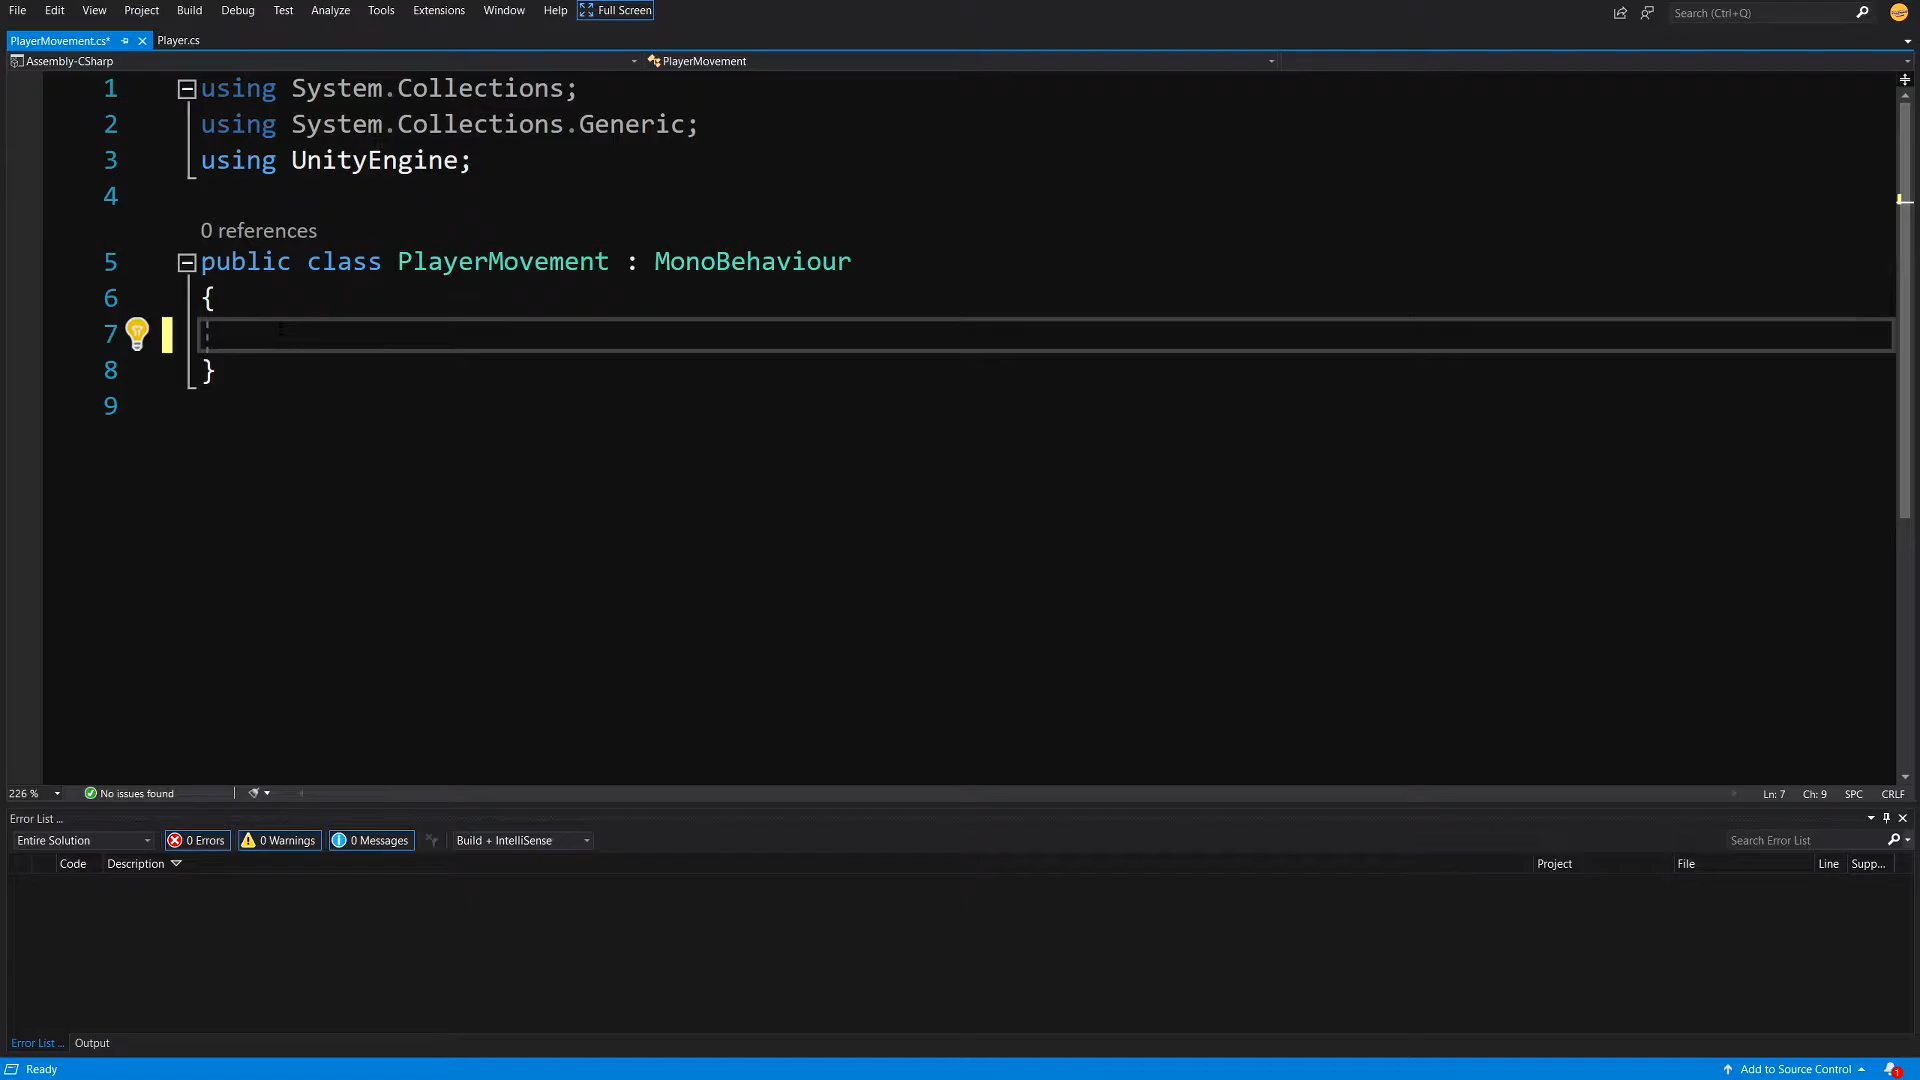 File Edit View Project Build Debug Test Analyze Tools Extensions Window Help Full Screen Search (Ctrl+Q)
PlayerMovement.cs* Player.cs
Assembly-CSharp PlayerMovement
1 using System.Collections;
2 using System.Collections.Generic;
3 using UnityEngine;
4
0 references
5 public class PlayerMovement : MonoBehaviour
6 {
7
8 }
9
226 % No issues found Ln: 7 Ch: 9 SPC CRLF
Error List ...
Entire Solution 0 Errors 0 Warnings 0 Messages Build + IntelliSense Search Error List
Code Description Project File Line Supp...
Error List ... Output
Ready Add to Source Control 1